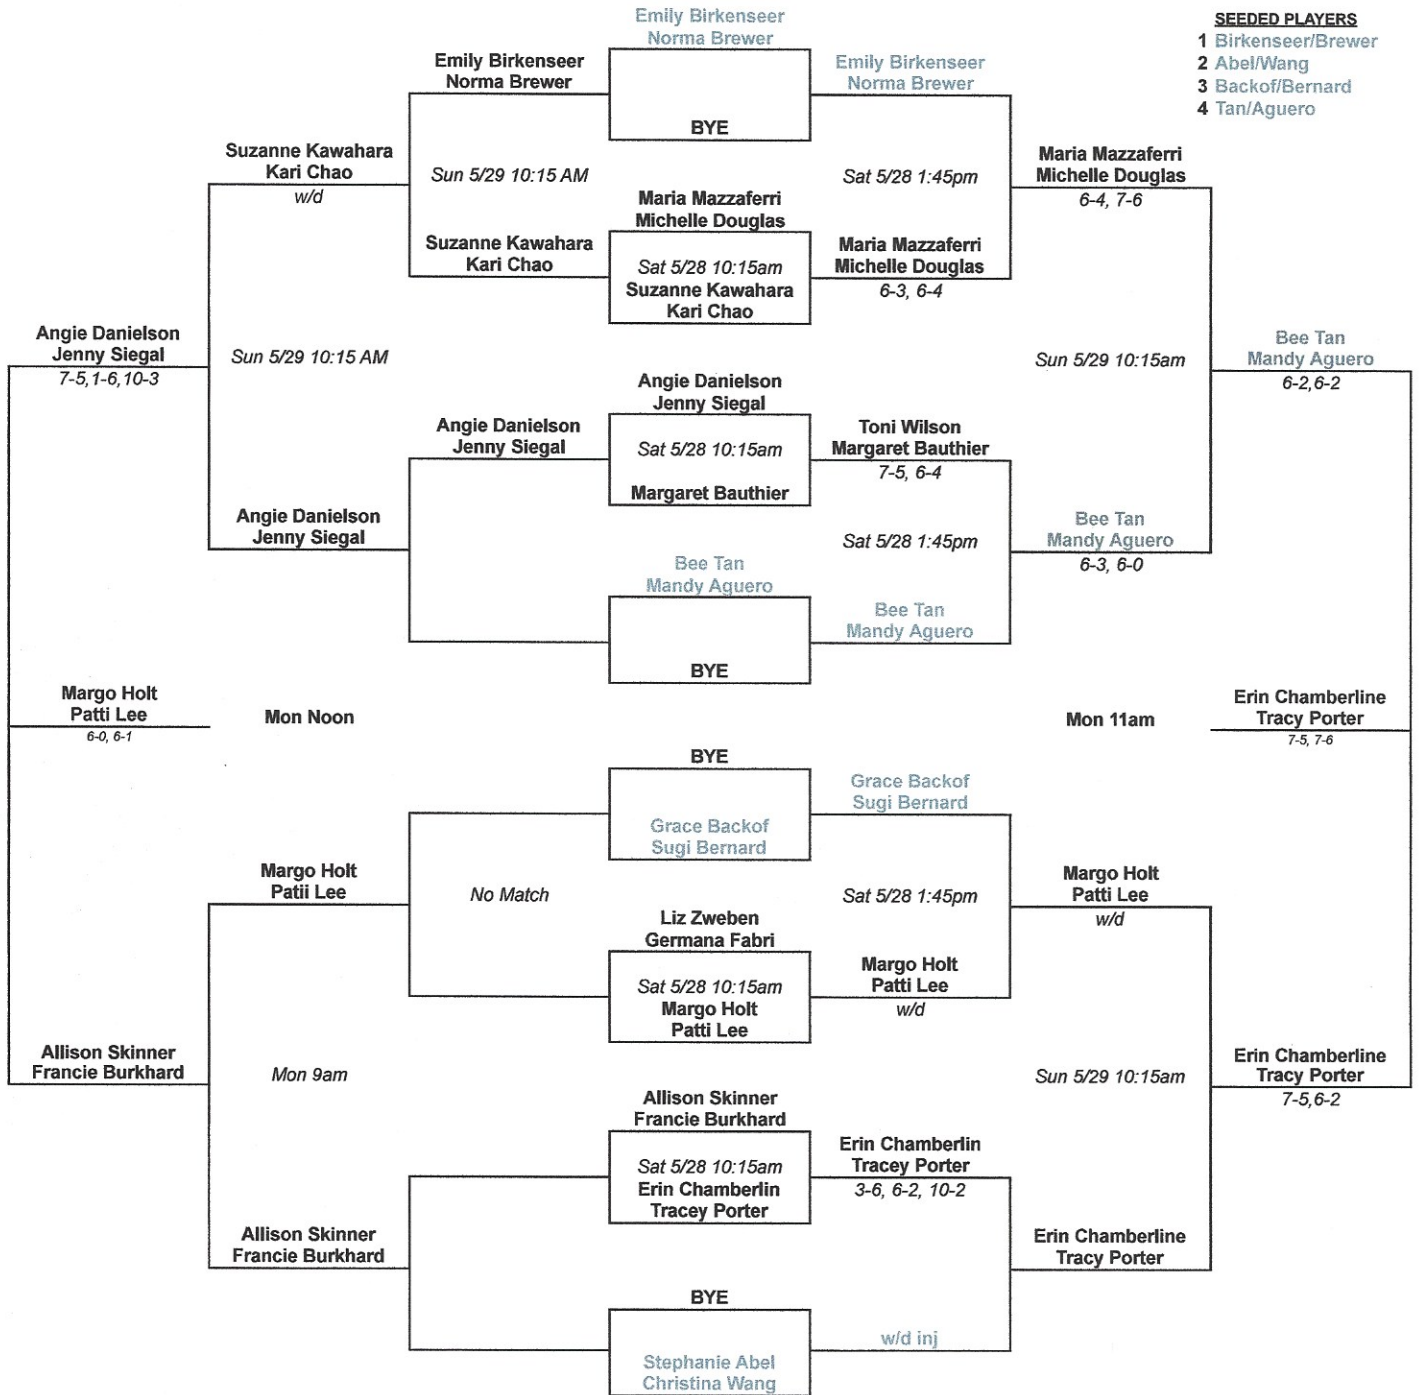 SEEDED PLAYERS
1 Birkenseer/Brewer
2 Abel/Wang
3 Backof/Bernard
4 Tan/Aguero
Angie Danielson
Jenny Siegal
7-5,1-6,10-3
Margo Holt
Patti Lee
6-0, 6-1
Allison Skinner
Francie Burkhard
Suzanne Kawahara
Kari Chao
w/d
Sun 5/29 10:15 AM
Angie Danielson
Jenny Siegal
Mon Noon
Margo Holt
Patii Lee
Mon 9am
Allison Skinner
Francie Burkhard
Emily Birkenseer
Norma Brewer
Sun 5/29 10:15 AM
Suzanne Kawahara
Kari Chao
Angie Danielson
Jenny Siegal
No Match
Emily Birkenseer
Norma Brewer
BYE
Maria Mazzaferri
Michelle Douglas
Sat 5/28 10:15am
Suzanne Kawahara
Kari Chao
Angie Danielson
Jenny Siegal
Sat 5/28 10:15am
Margaret Bauthier
Bee Tan
Mandy Aguero
BYE
BYE
Grace Backof
Sugi Bernard
Liz Zweben
Germana Fabri
Sat 5/28 10:15am
Margo Holt
Patti Lee
Allison Skinner
Francie Burkhard
Sat 5/28 10:15am
Erin Chamberlin
Tracey Porter
BYE
Stephanie Abel
Christina Wang
Emily Birkenseer
Norma Brewer
Sat 5/28 1:45pm
Maria Mazzaferri
Michelle Douglas
6-3, 6-4
Toni Wilson
Margaret Bauthier
7-5, 6-4
Sat 5/28 1:45pm
Bee Tan
Mandy Aguero
Grace Backof
Sugi Bernard
Sat 5/28 1:45pm
Margo Holt
Patti Lee
w/d
Erin Chamberlin
Tracey Porter
3-6, 6-2, 10-2
w/d inj
Maria Mazzaferri
Michelle Douglas
6-4, 7-6
Sun 5/29 10:15am
Bee Tan
Mandy Aguero
6-3, 6-0
Mon 11am
Margo Holt
Patti Lee
w/d
Sun 5/29 10:15am
Erin Chamberline
Tracy Porter
Bee Tan
Mandy Aguero
6-2,6-2
Erin Chamberline
Tracy Porter
7-5, 7-6
Erin Chamberline
Tracy Porter
7-5,6-2